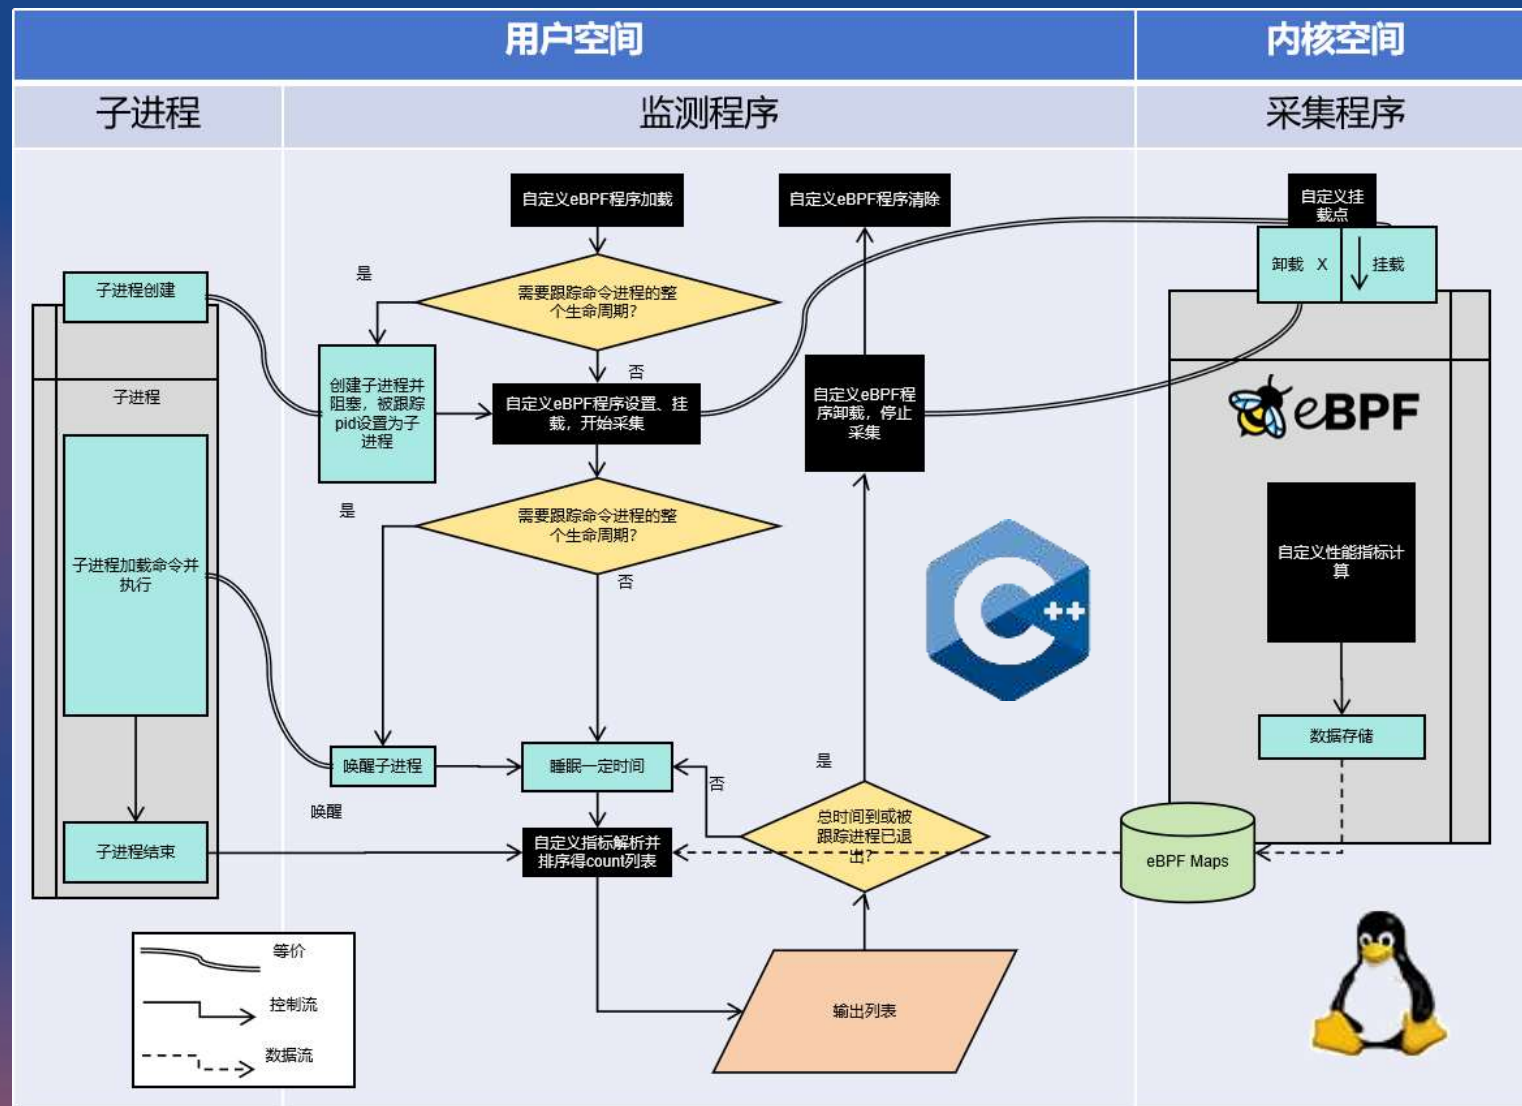 用户空间
内核空间
子进程
监测程序
采集程序
自定义eBPF程序加载
自定义eBPF程序清除
自定义挂
载点
卸载 X
挂载
子进程创建
是
需要跟踪命令进程的整
个生命周期?
否
子进程
创建子进程并
阻塞，被跟踪
pid设置为子
进程
自定义eBPF程序设置、挂
载，开始采集
自定义eBPF程
序卸载，停止
采集
eBPF
是
需要跟踪命令进程的整
个生命周期?
否
子进程加载命令并
执行
C++
自定义性能指标计
算
唤醒子进程
睡眠一定时间
否
是
数据存储
唤醒
总时间到或被
跟踪进程已退
出?
子进程结束
自定义指标解析并
排序得count列表
eBPF Maps
等价
控制流
数据流
输出列表